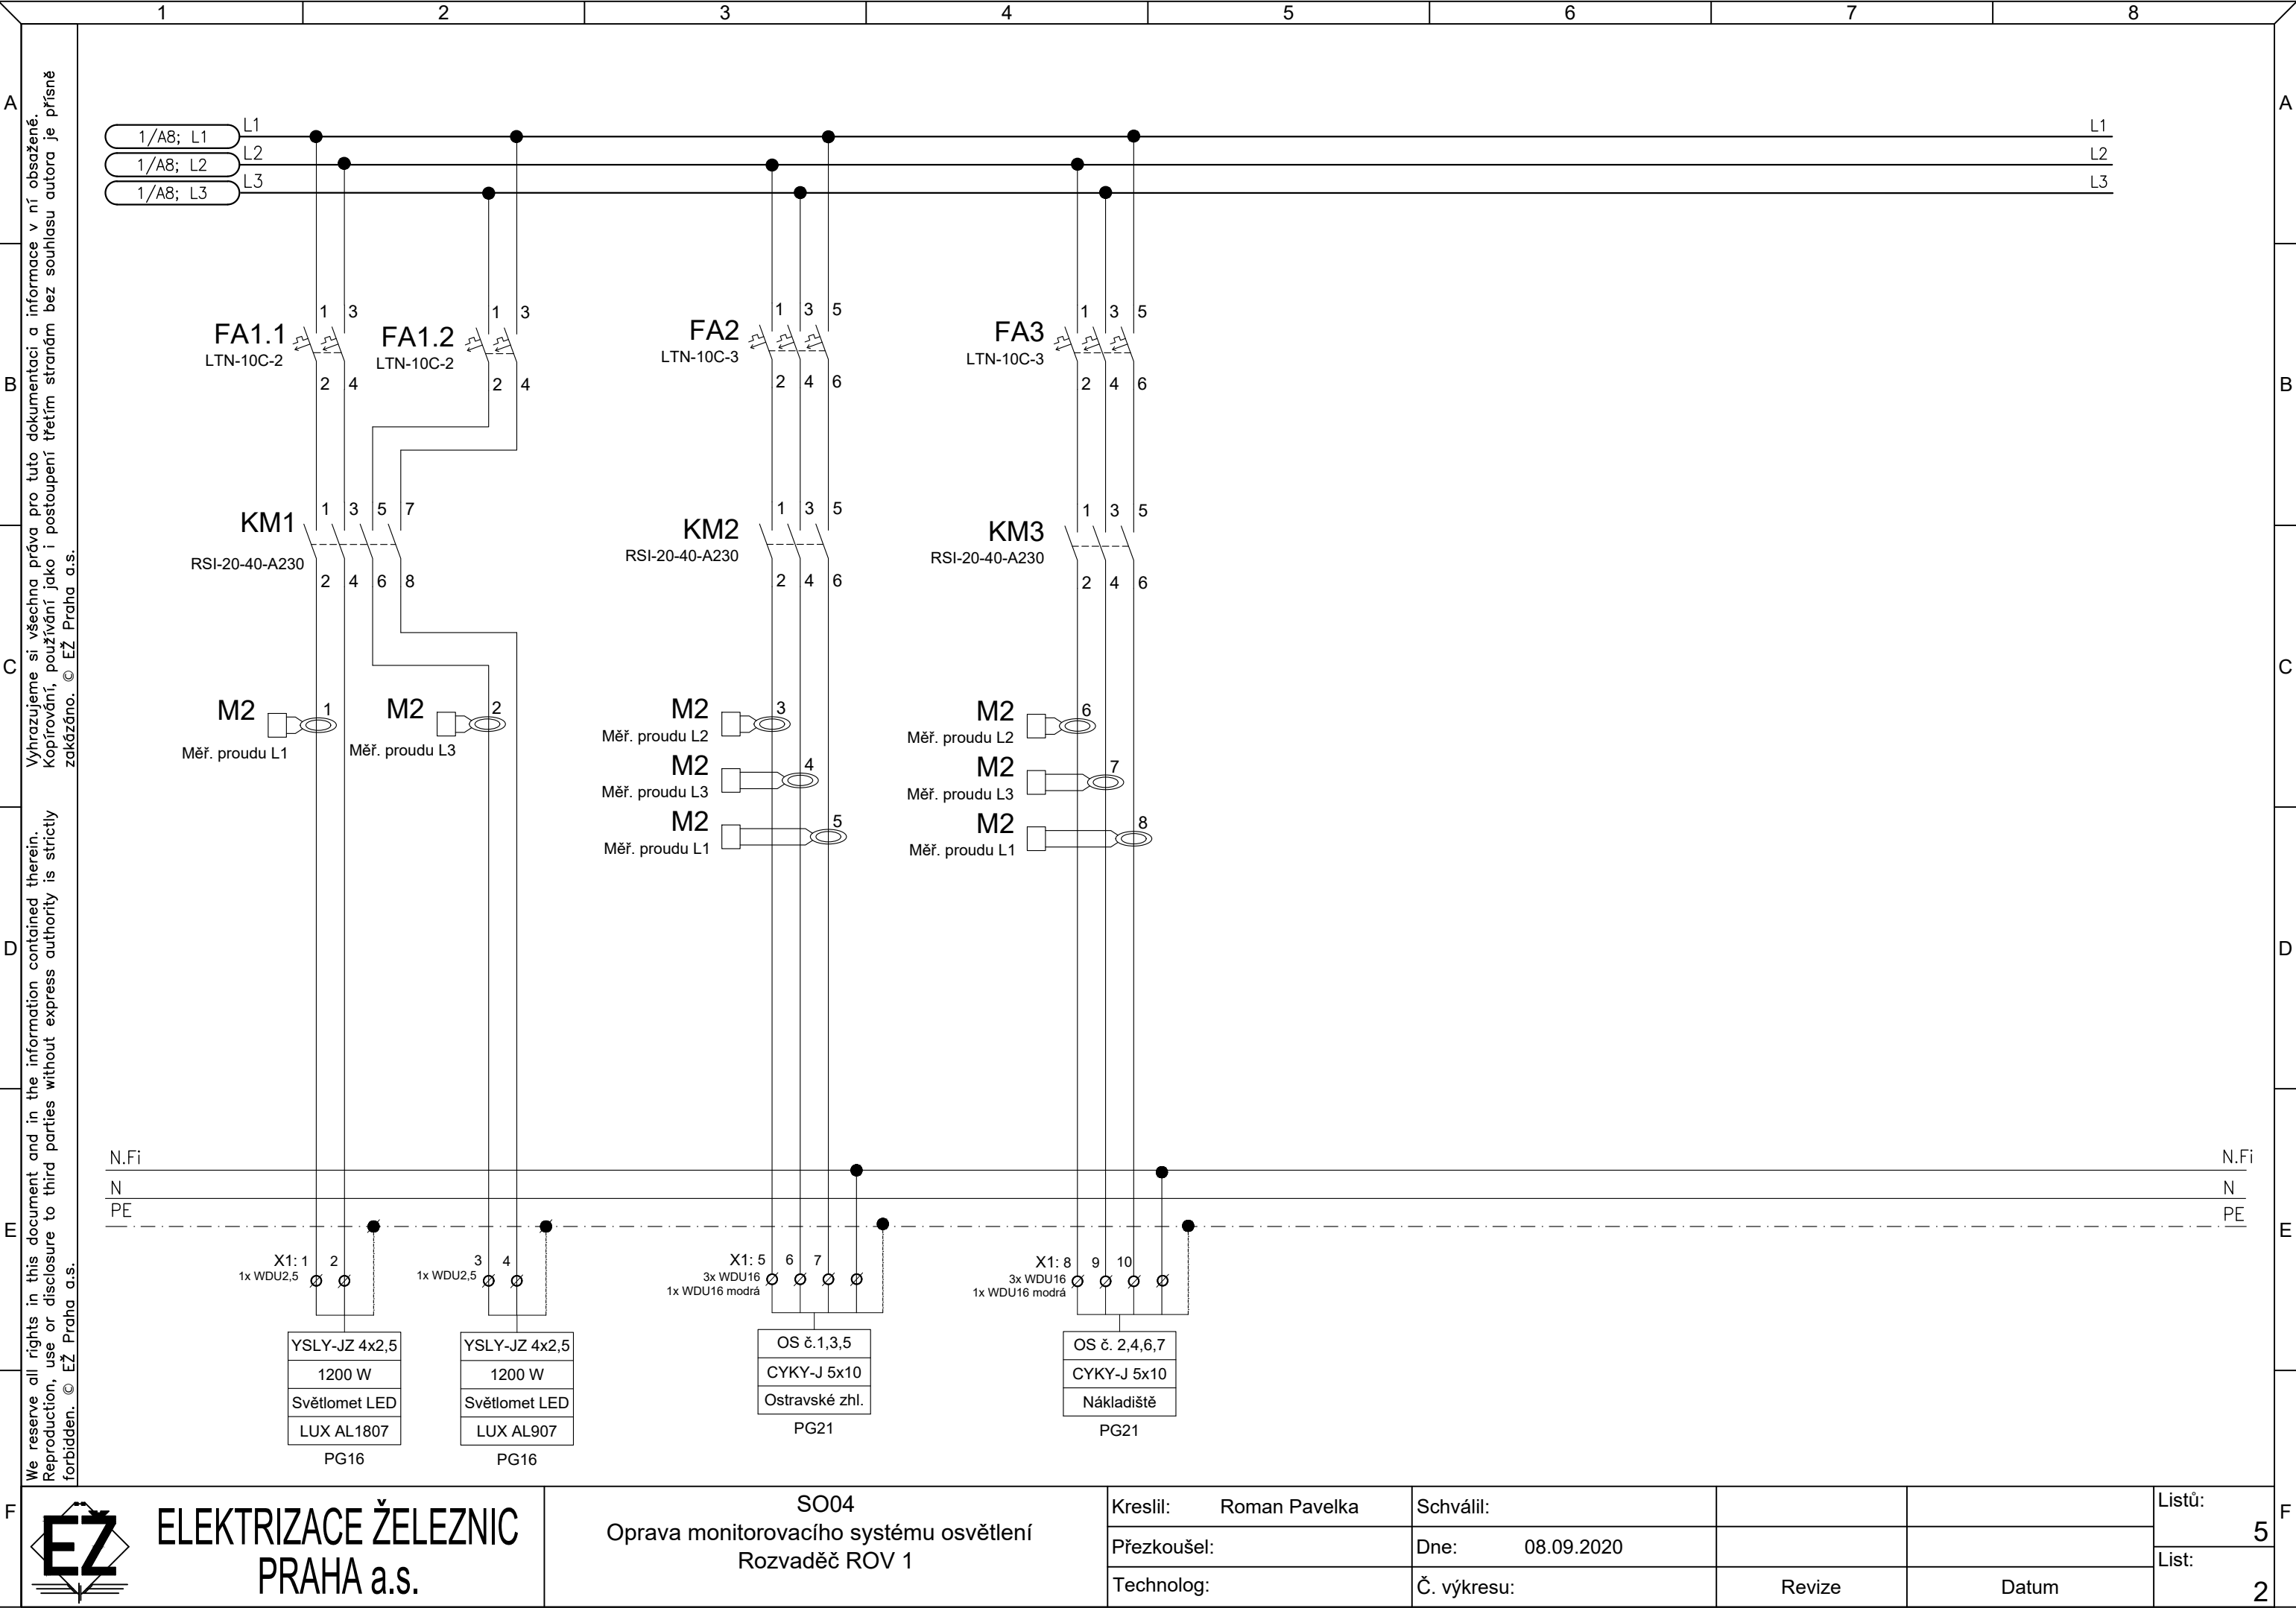 1 2 3 4 5 6 7 8
A
B
C
D
E
F
A
B
C
D
E
F
Vyhrazujeme si všechna práva pro tuto dokumentaci a informace v ní obsažené.
Kopírování, používání jako i postoupení třetím stranám bez souhlasu autora je přísně
zakázáno. © EŽ Praha a.s.
We reserve all rights in this document and in the information contained therein.
Reproduction, use or disclosure to third parties without express authority is strictly
forbidden. © EŽ Praha a.s.
1/A8; L1 L1 L1
1/A8; L2 L2 L2
1/A8; L3 L3 L3
1 3 1 3 1 3 5 1 3 5
FA1.1 FA1.2 FA2 FA3
LTN-10C-2 LTN-10C-2 LTN-10C-3 LTN-10C-3
2 4 2 4 2 4 6 2 4 6
1 3 5 7 1 3 5 1 3 5
KM1 KM2 KM3
RSI-20-40-A230 RSI-20-40-A230 RSI-20-40-A230
2 4 6 8 2 4 6 2 4 6
M2 1 M2 2 M2 3 M2 6
Měř. proudu L1 Měř. proudu L3 Měř. proudu L2 Měř. proudu L2
M2 4 M2 7
Měř. proudu L3 Měř. proudu L3
M2 5 M2 8
Měř. proudu L1 Měř. proudu L1
N.Fi N.Fi
N N
PE PE
X1: 1 2 3 4 X1: 5 6 7 X1: 8 9 10
1x WDU2,5 1x WDU2,5 3x WDU16 3x WDU16
1x WDU16 modrá 1x WDU16 modrá
YSLY-JZ 4x2,5
1200 W
Světlomet LED
LUX AL1807
PG16
YSLY-JZ 4x2,5
1200 W
Světlomet LED
LUX AL907
PG16
OS č.1,3,5
CYKY-J 5x10
Ostravské zhl.
PG21
OS č. 2,4,6,7
CYKY-J 5x10
Nákladiště
PG21
EŽ
ELEKTRIZACE ŽELEZNIC
PRAHA a.s.
SO04
Oprava monitorovacího systému osvětlení
Rozvaděč ROV 1
Kreslil: Roman Pavelka
Přezkoušel:
Technolog:
Schválil:
Dne: 08.09.2020
Č. výkresu:
Revize
Datum
Listů:
5
List:
2